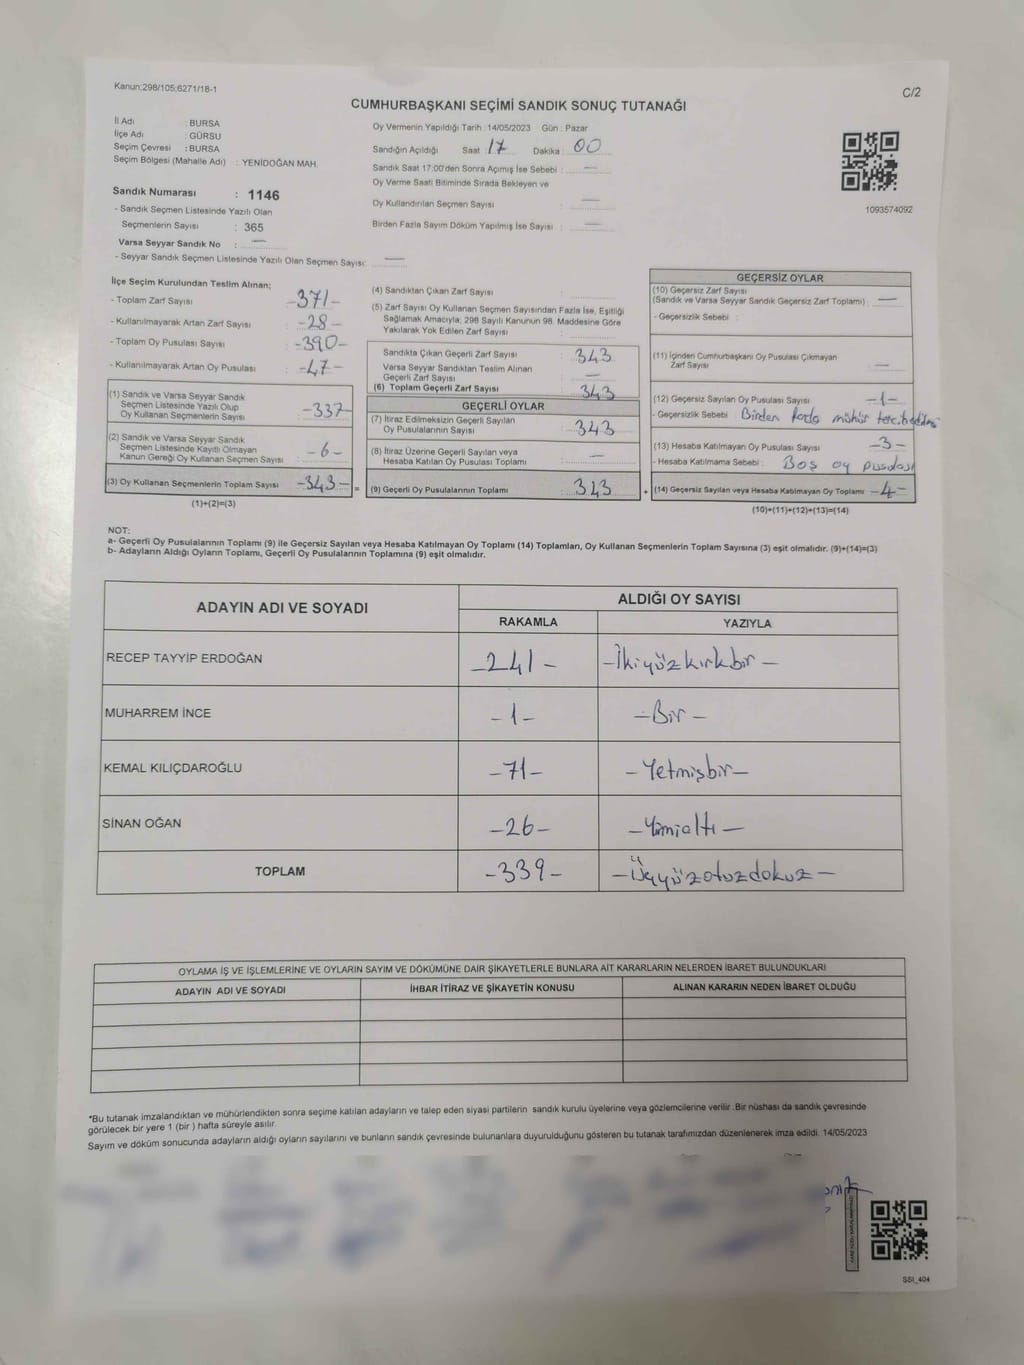 Kanun;298/105;6271/18-1
C/2
CUMHURBAŞKANI SEÇİMİ SANDIK SONUÇ TUTANAĞI
İl Adı : BURSA
İlçe Adı : GÜRSU
Seçim Çevresi : BURSA
Seçim Bölgesi (Mahalle Adı) : YENİDOĞAN MAH.
Sandık Numarası : 1146
- Sandık Seçmen Listesinde Yazılı Olan
Seçmenlerin Sayısı : 365
Varsa Seyyar Sandık No : —
- Seyyar Sandık Seçmen Listesinde Yazılı Olan Seçmen Sayısı: —
Oy Vermenin Yapıldığı Tarih : 14/05/2023 Gün : Pazar
Sandığın Açıldığı Saat : 17 Dakika : 00
Sandık Saat 17:00'den Sonra Açımış İse Sebebi : —
Oy Verme Saati Bitiminde Sırada Bekleyen ve
Oy Kullandırılan Seçmen Sayısı : —
Birden Fazla Sayım Döküm Yapılmış İse Sayısı : —
1093574092
İlçe Seçim Kurulundan Teslim Alınan;
- Toplam Zarf Sayısı : -371-
- Kullanılmayarak Artan Zarf Sayısı : -28-
- Toplam Oy Pusulası Sayısı : -390-
- Kullanılmayarak Artan Oy Pusulası : -47-
(1) Sandık ve Varsa Seyyar Sandık
Seçmen Listesinde Yazılı Olup
Oy Kullanan Seçmenlerin Sayısı : -337-
(2) Sandık ve Varsa Seyyar Sandık
Seçmen Listesinde Kayıtlı Olmayan
Kanun Gereği Oy Kullanan Seçmen Sayısı : -6-
(3) Oy Kullanan Seçmenlerin Toplam Sayısı : -343- =
(1)+(2)=(3)
(4) Sandıktan Çıkan Zarf Sayısı :
(5) Zarf Sayısı Oy Kullanan Seçmen Sayısından Fazla İse, Eşitliği
Sağlamak Amacıyla; 298 Sayılı Kanunun 98. Maddesine Göre
Yakılarak Yok Edilen Zarf Sayısı :
Sandıkta Çıkan Geçerli Zarf Sayısı : 343
Varsa Seyyar Sandıktan Teslim Alınan
Geçerli Zarf Sayısı : —
(6) Toplam Geçerli Zarf Sayısı : 343
GEÇERLİ OYLAR
(7) İtiraz Edilmeksizin Geçerli Sayılan
Oy Pusulalarının Sayısı : 343
(8) İtiraz Üzerine Geçerli Sayılan veya
Hesaba Katılan Oy Pusulası Toplamı : —
(9) Geçerli Oy Pusulalarının Toplamı : 343 +
GEÇERSİZ OYLAR
(10) Geçersiz Zarf Sayısı
(Sandık ve Varsa Seyyar Sandık Geçersiz Zarf Toplamı) : —
- Geçersizlik Sebebi :
(11) İçinden Cumhurbaşkanı Oy Pusulası Çıkmayan
Zarf Sayısı : —
(12) Geçersiz Sayılan Oy Pusulası Sayısı : -1-
- Geçersizlik Sebebi : Birden fazla mühür
(13) Hesaba Katılmayan Oy Pusulası Sayısı : -3-
- Hesaba Katılmama Sebebi : Boş oy pusulası
(14) Geçersiz Sayılan veya Hesaba Katılmayan Oy Toplamı : -4-
(10)+(11)+(12)+(13)=(14)
NOT:
a- Geçerli Oy Pusulalarının Toplamı (9) ile Geçersiz Sayılan veya Hesaba Katılmayan Oy Toplamı (14) Toplamları, Oy Kullanan Seçmenlerin Toplam Sayısına (3) eşit olmalıdır. (9)+(14)=(3)
b- Adayların Aldığı Oyların Toplamı, Geçerli Oy Pusulalarının Toplamına (9) eşit olmalıdır.
ADAYIN ADI VE SOYADI
ALDIĞI OY SAYISI
RAKAMLA YAZIYLA
RECEP TAYYİP ERDOĞAN -241- -İkiyüzkırkbir-
MUHARREM İNCE -1- -Bir-
KEMAL KILIÇDAROĞLU -71- -Yetmişbir-
SİNAN OĞAN -26- -Yirmialtı-
TOPLAM -339- -Üçyüzotuzdokuz-
OYLAMA İŞ VE İŞLEMLERİNE VE OYLARIN SAYIM VE DÖKÜMÜNE DAİR ŞİKAYETLERLE BUNLARA AİT KARARLARIN NELERDEN İBARET BULUNDUKLARI
ADAYIN ADI VE SOYADI İHBAR İTİRAZ VE ŞİKAYETİN KONUSU ALINAN KARARIN NEDEN İBARET OLDUĞU
*Bu tutanak imzalandıktan ve mühürlendikten sonra seçime katılan adayların ve talep eden siyasi partilerin sandık kurulu üyelerine veya gözlemcilerine verilir .Bir nüshası da sandık çevresinde
görülecek bir yere 1 (bir ) hafta süreyle asılır.
Sayım ve döküm sonucunda adayların aldığı oyların sayılarını ve bunların sandık çevresinde bulunanlara duyurulduğunu gösteren bu tutanak tarafımızdan düzenlenerek imza edildi. 14/05/2023
SSI_404